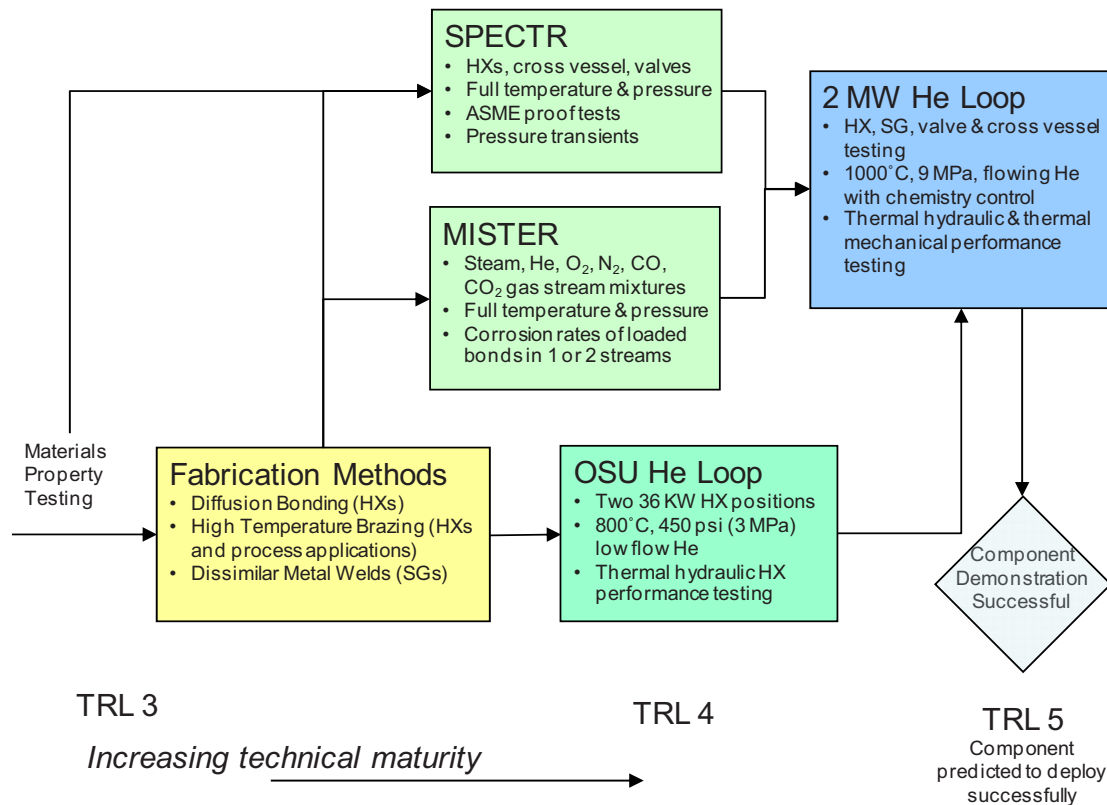 SPECTR
• HXs, cross vessel, valves
• Full temperature & pressure
• ASME proof tests
• Pressure transients
2 MW He Loop
• HX, SG, valve & cross vessel
testing
• 1000˚C, 9 MPa, flowing He
with chemistry control
• Thermal hydraulic & thermal
mechanical performance
testing
MISTER
• Steam, He, O₂, N₂, CO,
CO₂ gas stream mixtures
• Full temperature & pressure
• Corrosion rates of loaded
bonds in 1 or 2 streams
Materials
Property
Testing
Fabrication Methods
• Diffusion Bonding (HXs)
• High Temperature Brazing (HXs
and process applications)
• Dissimilar Metal Welds (SGs)
OSU He Loop
• Two 36 KW HX positions
• 800˚C, 450 psi (3 MPa)
low flow He
• Thermal hydraulic HX
performance testing
Component
Demonstration
Successful
TRL 3
TRL 4
TRL 5
Component
predicted to deploy
successfully
Increasing technical maturity